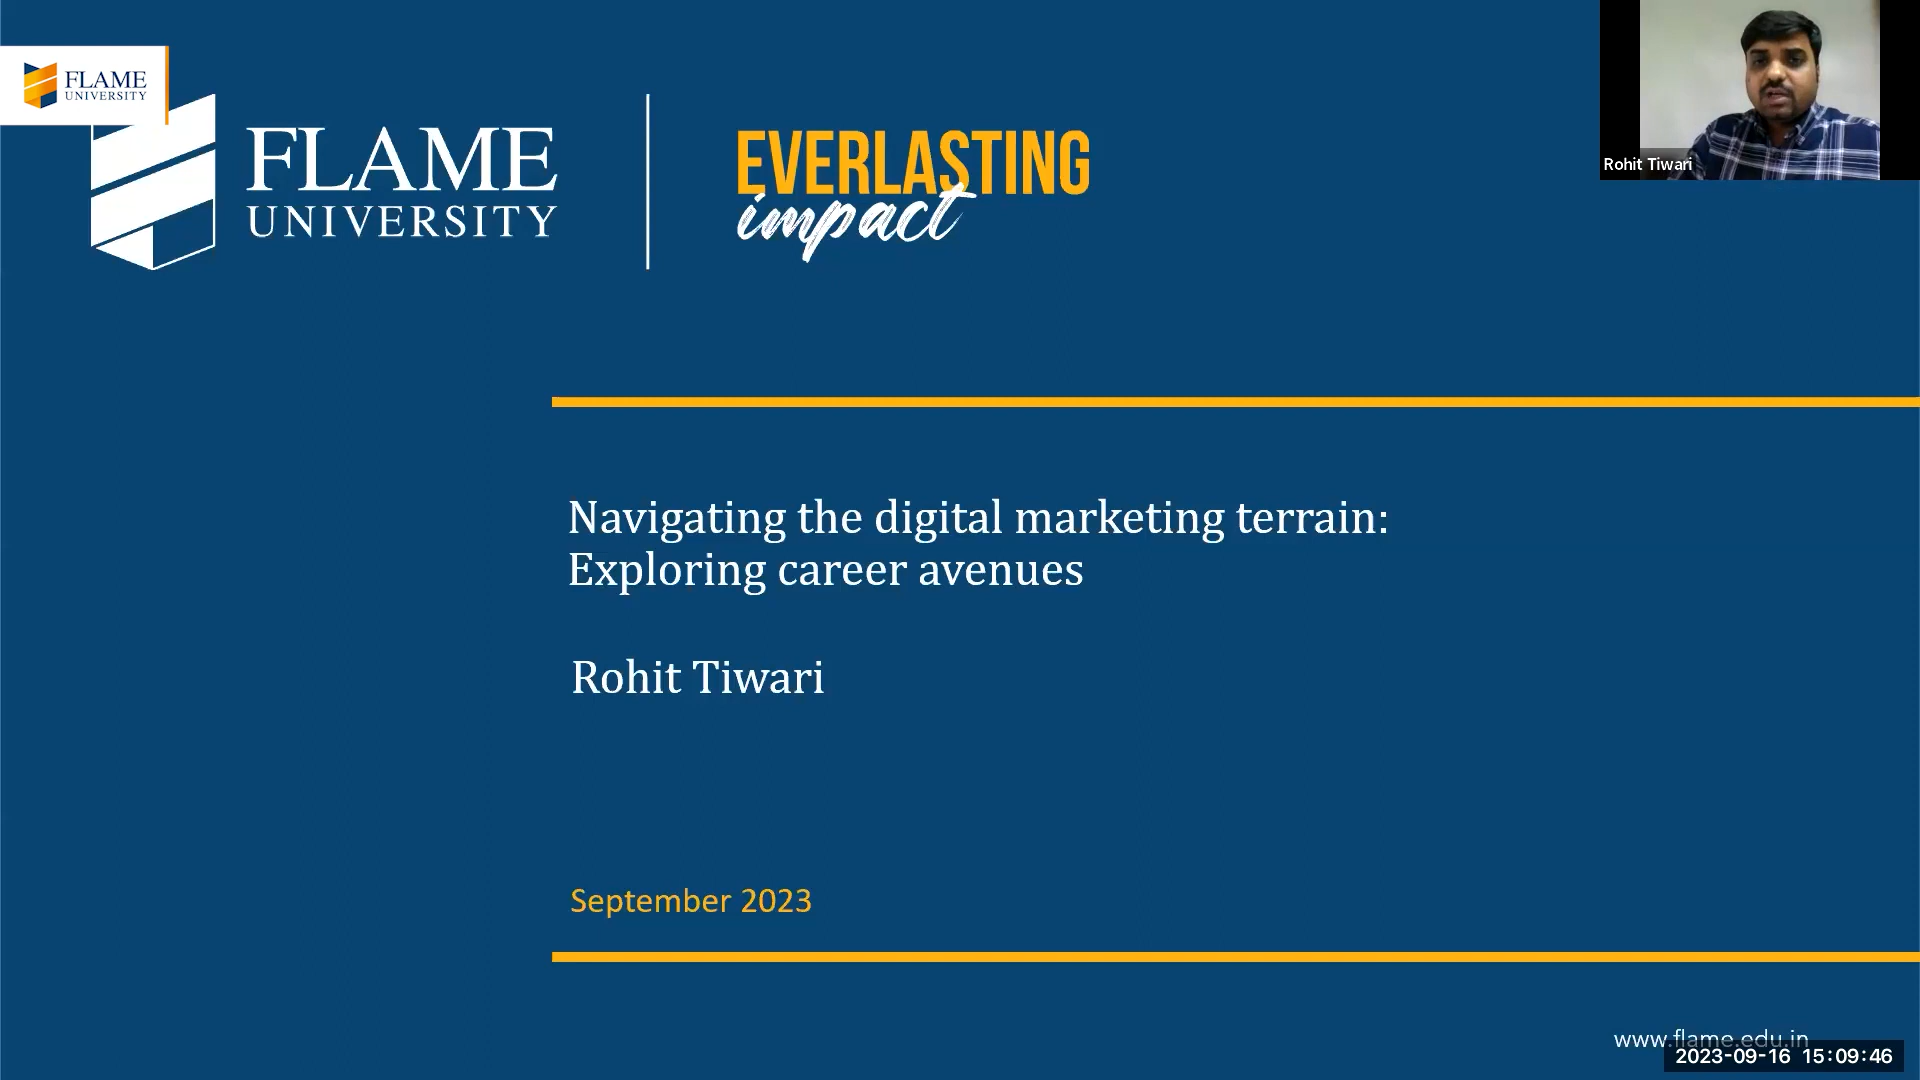 FLAME
UNIVERSITY
FLAME
UNIVERSITY
EVERLASTING
impact
Rohit Tiwari
Navigating the digital marketing terrain:
Exploring career avenues
Rohit Tiwari
September 2023
www.flame.edu.in
2023-09-16 15:09:46